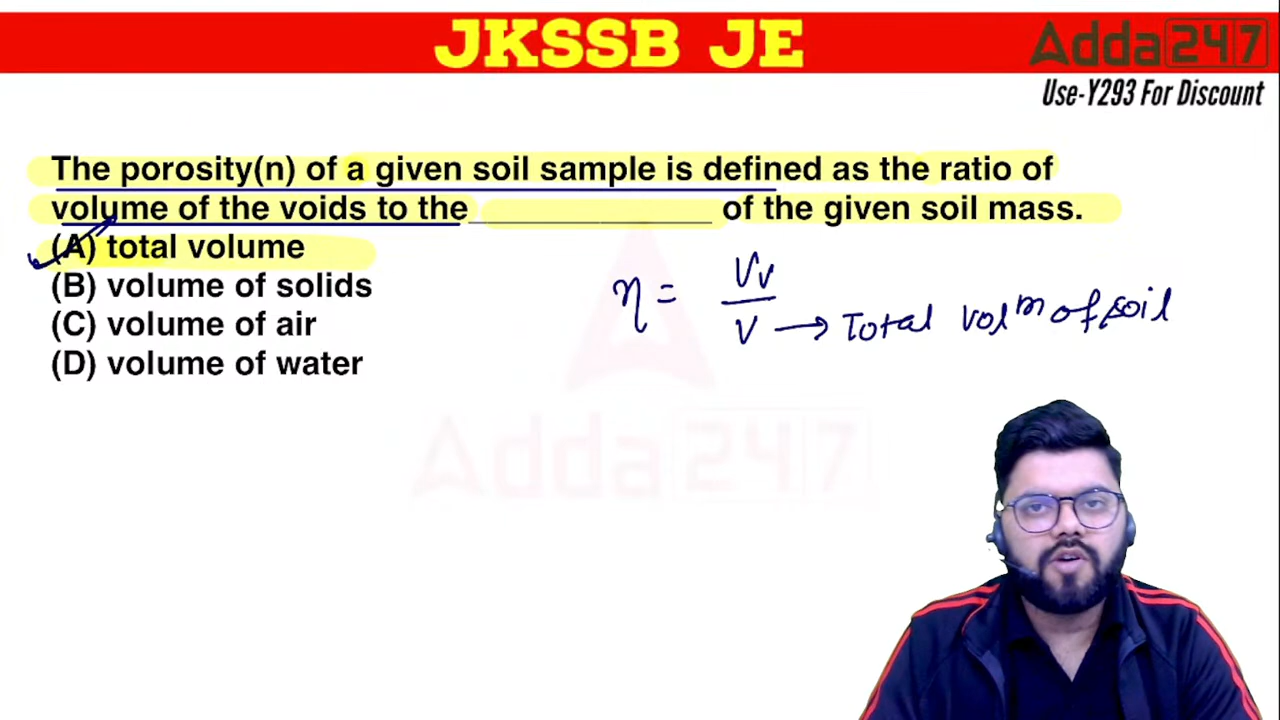 JKSSB JE
Adda247
Use-Y293 For Discount
The porosity(n) of a given soil sample is defined as the ratio of
volume of the voids to the______________ of the given soil mass.
(A) total volume
(B) volume of solids
(C) volume of air
(D) volume of water
η = Vv
V → Total volm of soil
Adda247